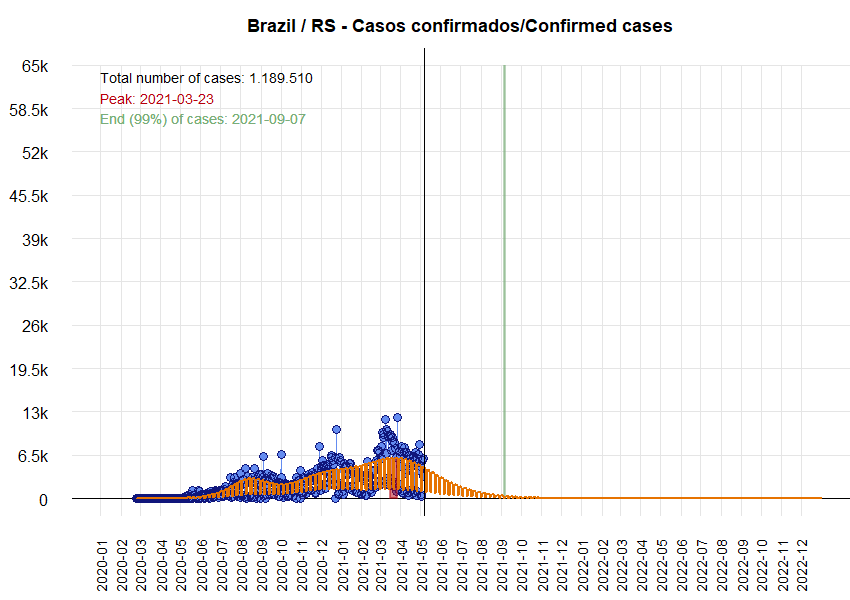 Brazil / RS - Casos confirmados/Confirmed cases
65k
58.5k
52k
45.5k
39k
32.5k
26k
19.5k
13k
6.5k
0
Total number of cases: 1.189.510
Peak: 2021-03-23
End (99%) of cases: 2021-09-07
2020-01
2020-02
2020-03
2020-04
2020-05
2020-06
2020-07
2020-08
2020-09
2020-10
2020-11
2020-12
2021-01
2021-02
2021-03
2021-04
2021-05
2021-06
2021-07
2021-08
2021-09
2021-10
2021-11
2021-12
2022-02
2022-03
2022-04
2022-05
2022-06
2022-07
2022-08
2022-09
2022-10
2022-11
2022-12